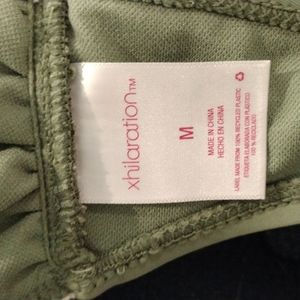 xhilaration™
M
MADE IN CHINA
HECHO EN CHINA
LABEL MADE FROM 100% RECYCLED PLASTIC
ETIQUETA ELABORADA CON PLÁSTICO
100 % RECICLADO